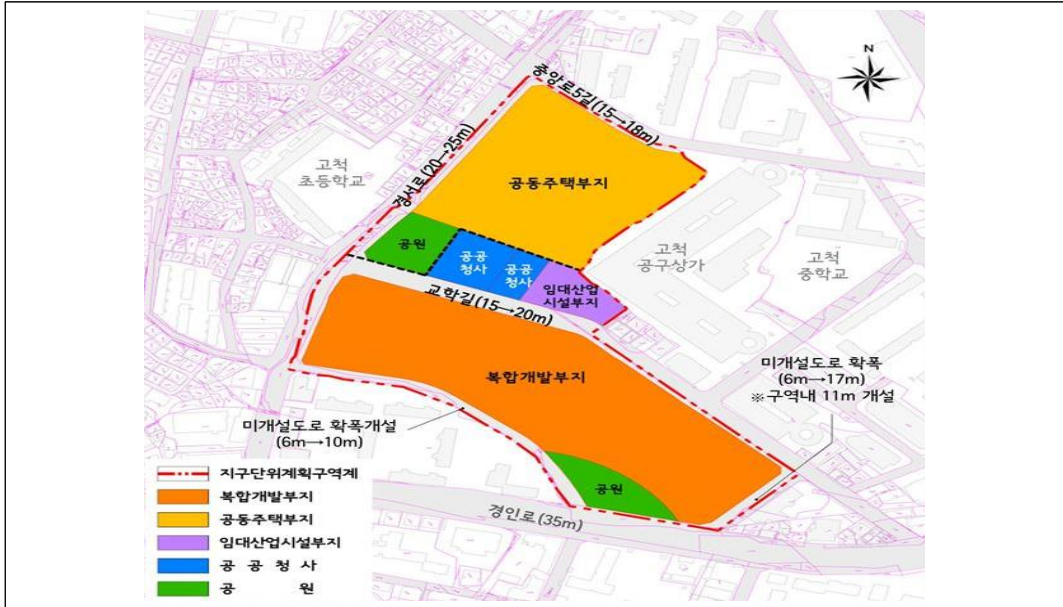 N
중앙로5길(15→18m)
경서로(20→25m)
고척
초등학교
공동주택부지
공원
공공
청사
공공
청사
임대산업
시설부지
고척
공구상가
고척
중학교
교학길(15→20m)
복합개발부지
미개설도로 확폭
(6m→17m)
※구역내 11m 개설
미개설도로 확폭개설
(6m→10m)
공원
경인로(35m)
지구단위계획구역계
복합개발부지
공동주택부지
임대산업시설부지
공 공 청 사
공 원